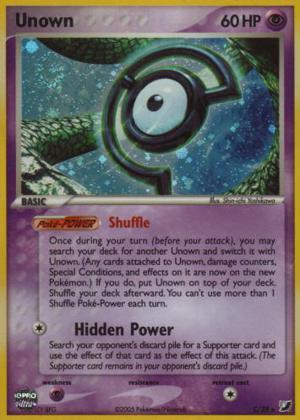 Unown
60 HP
BASIC
Illus. Shin-ichi Yoshikawa
Poké-POWER Shuffle
Once during your turn (before your attack), you may
search your deck for another Unown and switch it with
Unown. (Any cards attached to Unown, damage counters,
Special Conditions, and effects on it are now on the new
Pokémon.) If you do, put Unown on top of your deck.
Shuffle your deck afterward. You can't use more than 1
Shuffle Poké-Power each turn.
Hidden Power
Search your opponent's discard pile for a Supporter card and
use the effect of that card as the effect of this attack. (The
Supporter card remains in your opponent's discard pile.)
weakness resistance retreat cost
©2005 Pokémon/Nintendo